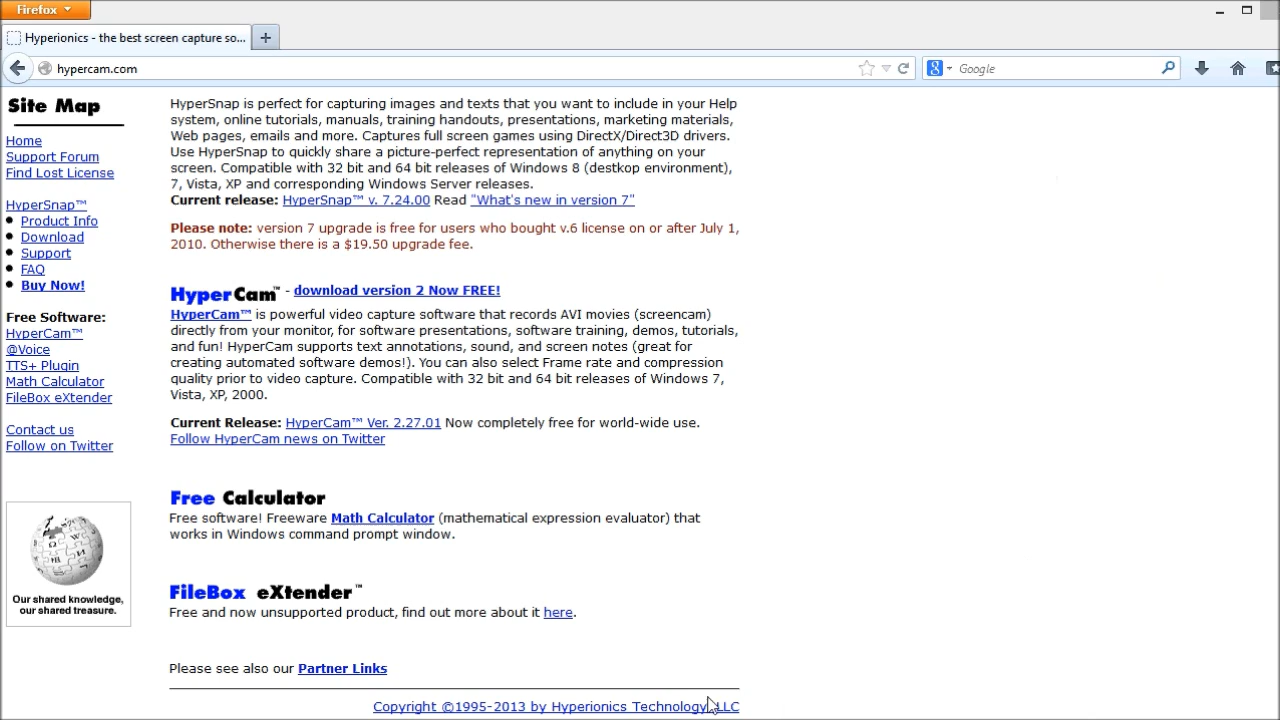 Firefox
Hyperionics - the best screen capture so...
hypercam.com
Google
Site Map
Home
Support Forum
Find Lost License
HyperSnap™
Product Info
Download
Support
FAQ
Buy Now!
Free Software:
HyperCam™
@Voice
TTS+ Plugin
Math Calculator
FileBox eXtender
Contact us
Follow on Twitter
Our shared knowledge,
our shared treasure.
HyperSnap is perfect for capturing images and texts that you want to include in your Help
system, online tutorials, manuals, training handouts, presentations, marketing materials,
Web pages, emails and more. Captures full screen games using DirectX/Direct3D drivers.
Use HyperSnap to quickly share a picture-perfect representation of anything on your
screen. Compatible with 32 bit and 64 bit releases of Windows 8 (destkop environment),
7, Vista, XP and corresponding Windows Server releases.
Current release: HyperSnap™ v. 7.24.00 Read "What's new in version 7"
Please note: version 7 upgrade is free for users who bought v.6 license on or after July 1,
2010. Otherwise there is a $19.50 upgrade fee.
HyperCam™ - download version 2 Now FREE!
HyperCam™ is powerful video capture software that records AVI movies (screencam)
directly from your monitor, for software presentations, software training, demos, tutorials,
and fun! HyperCam supports text annotations, sound, and screen notes (great for
creating automated software demos!). You can also select Frame rate and compression
quality prior to video capture. Compatible with 32 bit and 64 bit releases of Windows 7,
Vista, XP, 2000.
Current Release: HyperCam™ Ver. 2.27.01 Now completely free for world-wide use.
Follow HyperCam news on Twitter
Free Calculator
Free software! Freeware Math Calculator (mathematical expression evaluator) that
works in Windows command prompt window.
FileBox eXtender™
Free and now unsupported product, find out more about it here.
Please see also our Partner Links
Copyright ©1995-2013 by Hyperionics Technology, LLC